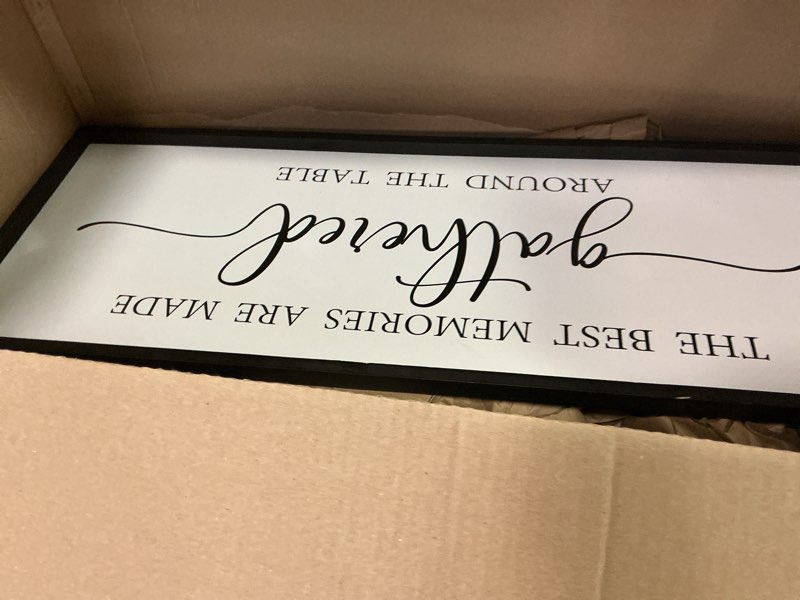 THE BEST MEMORIES ARE MADE
gathered
AROUND THE TABLE